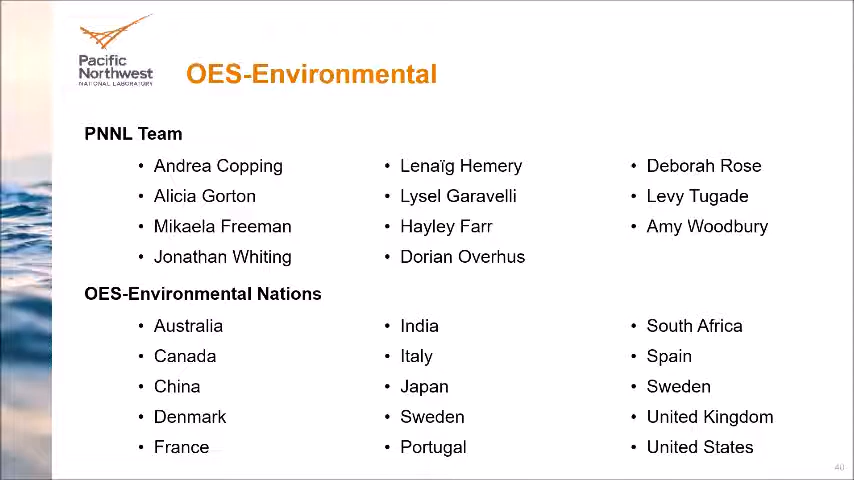 Pacific
Northwest
NATIONAL LABORATORY
OES-Environmental
PNNL Team
• Andrea Copping
• Alicia Gorton
• Mikaela Freeman
• Jonathan Whiting
• Lenaïg Hemery
• Lysel Garavelli
• Hayley Farr
• Dorian Overhus
• Deborah Rose
• Levy Tugade
• Amy Woodbury
OES-Environmental Nations
• Australia
• Canada
• China
• Denmark
• France
• India
• Italy
• Japan
• Sweden
• Portugal
• South Africa
• Spain
• Sweden
• United Kingdom
• United States
40